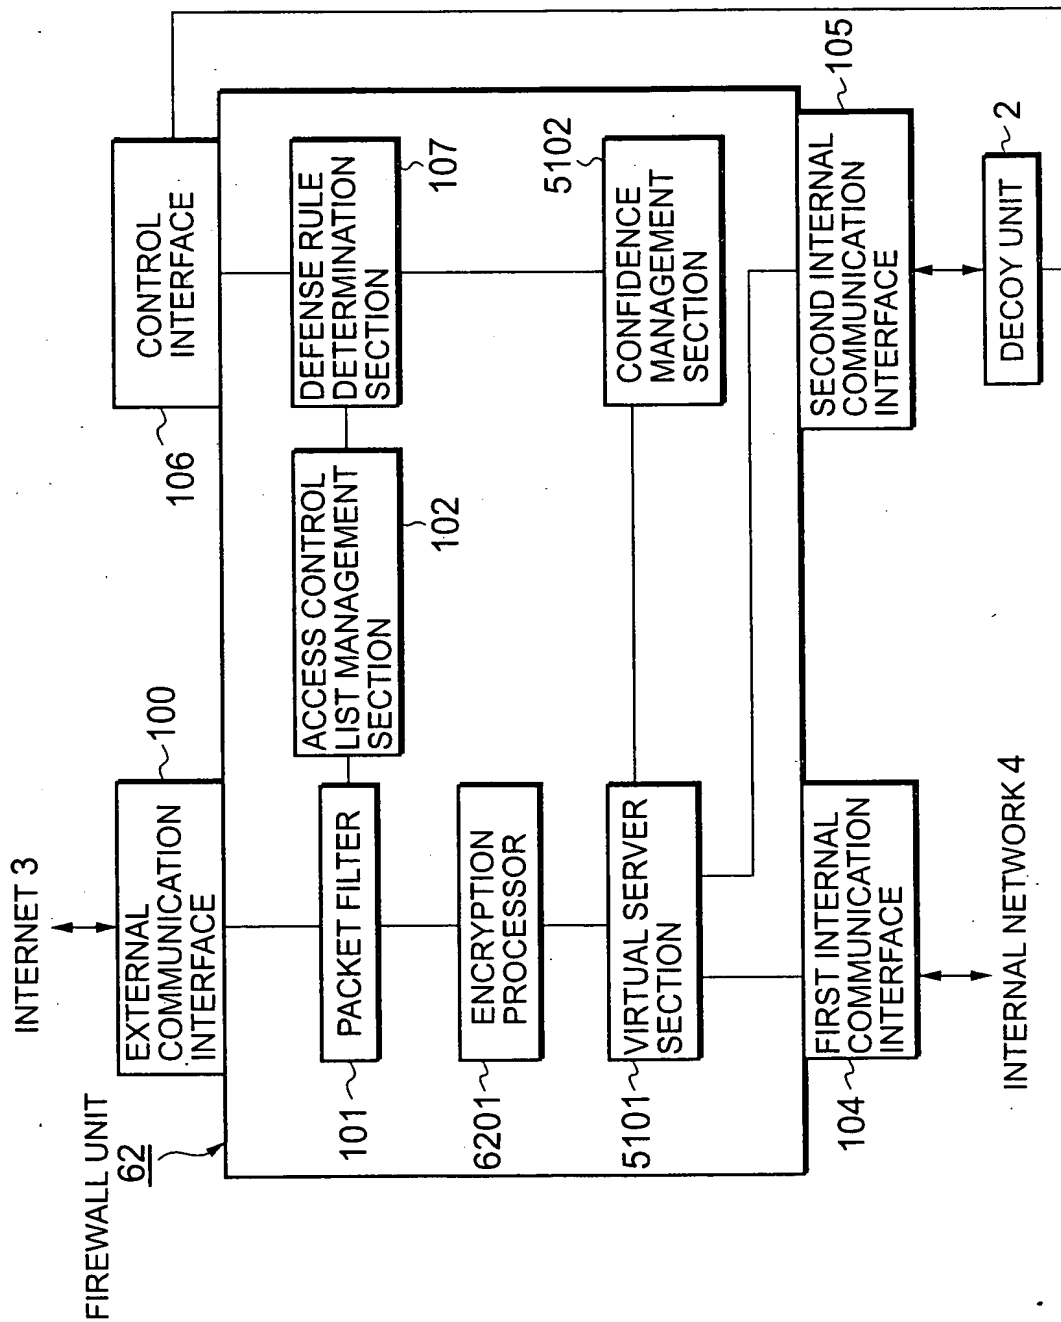 FIREWALL UNIT
62
INTERNET 3
100
EXTERNAL
COMMUNICATION
INTERFACE
106
CONTROL
INTERFACE
101
PACKET FILTER
ACCESS CONTROL
LIST MANAGEMENT
SECTION
102
DEFENSE RULE
DETERMINATION
SECTION
107
6201
ENCRYPTION
PROCESSOR
5101
VIRTUAL SERVER
SECTION
CONFIDENCE
MANAGEMENT
SECTION
5102
104
FIRST INTERNAL
COMMUNICATION
INTERFACE
SECOND INTERNAL
COMMUNICATION
INTERFACE
105
INTERNAL NETWORK 4
DECOY UNIT
2